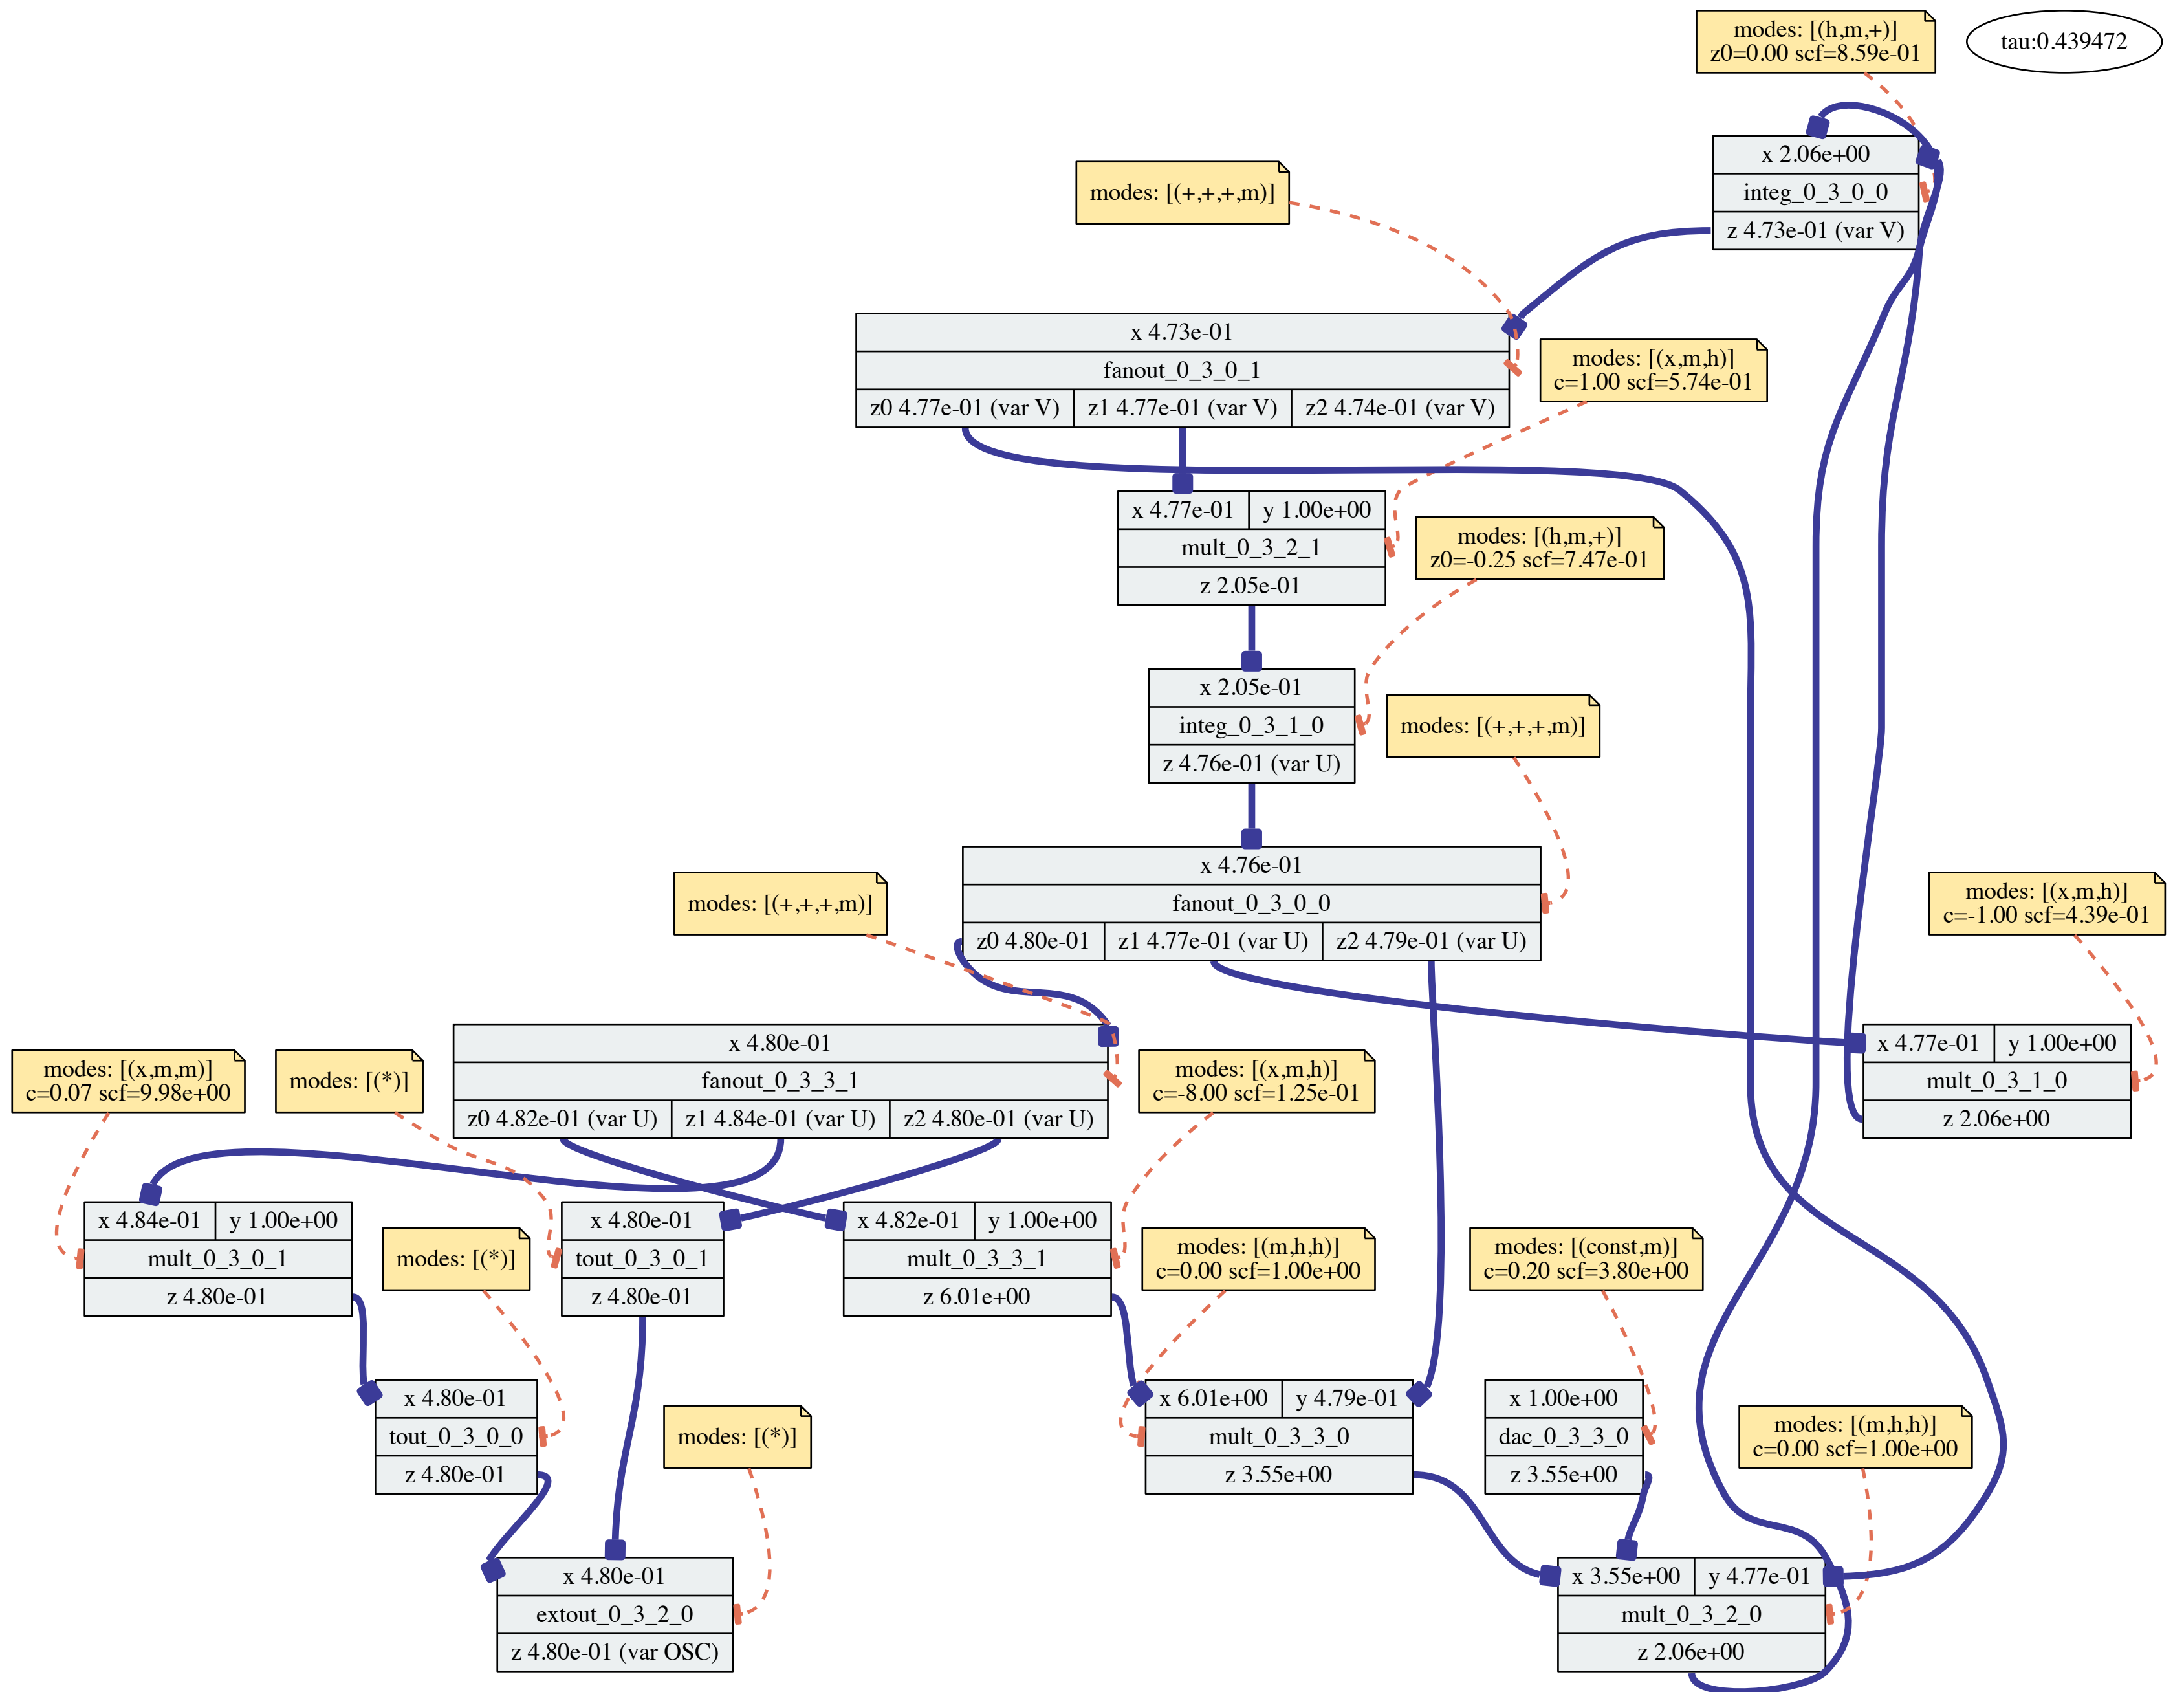 modes: [(h,m,+)]
z0=0.00 scf=8.59e-01
tau:0.439472
x 2.06e+00
integ_0_3_0_0
z 4.73e-01 (var V)
modes: [(+,+,+,m)]
x 4.73e-01
fanout_0_3_0_1
z0 4.77e-01 (var V) z1 4.77e-01 (var V) z2 4.74e-01 (var V)
modes: [(x,m,h)]
c=1.00 scf=5.74e-01
x 4.77e-01 y 1.00e+00
mult_0_3_2_1
z 2.05e-01
modes: [(h,m,+)]
z0=-0.25 scf=7.47e-01
x 2.05e-01
integ_0_3_1_0
z 4.76e-01 (var U)
modes: [(+,+,+,m)]
x 4.76e-01
fanout_0_3_0_0
z0 4.80e-01 z1 4.77e-01 (var U) z2 4.79e-01 (var U)
modes: [(+,+,+,m)]
modes: [(x,m,h)]
c=-1.00 scf=4.39e-01
x 4.80e-01
fanout_0_3_3_1
z0 4.82e-01 (var U) z1 4.84e-01 (var U) z2 4.80e-01 (var U)
x 4.77e-01 y 1.00e+00
mult_0_3_1_0
z 2.06e+00
modes: [(x,m,m)]
c=0.07 scf=9.98e+00
modes: [(*)]
modes: [(x,m,h)]
c=-8.00 scf=1.25e-01
x 4.84e-01 y 1.00e+00
mult_0_3_0_1
z 4.80e-01
modes: [(*)]
x 4.80e-01
tout_0_3_0_1
z 4.80e-01
x 4.82e-01 y 1.00e+00
mult_0_3_3_1
z 6.01e+00
modes: [(m,h,h)]
c=0.00 scf=1.00e+00
modes: [(const,m)]
c=0.20 scf=3.80e+00
x 4.80e-01
tout_0_3_0_0
z 4.80e-01
modes: [(*)]
x 6.01e+00 y 4.79e-01
mult_0_3_3_0
z 3.55e+00
x 1.00e+00
dac_0_3_3_0
z 3.55e+00
modes: [(m,h,h)]
c=0.00 scf=1.00e+00
x 4.80e-01
extout_0_3_2_0
z 4.80e-01 (var OSC)
x 3.55e+00 y 4.77e-01
mult_0_3_2_0
z 2.06e+00